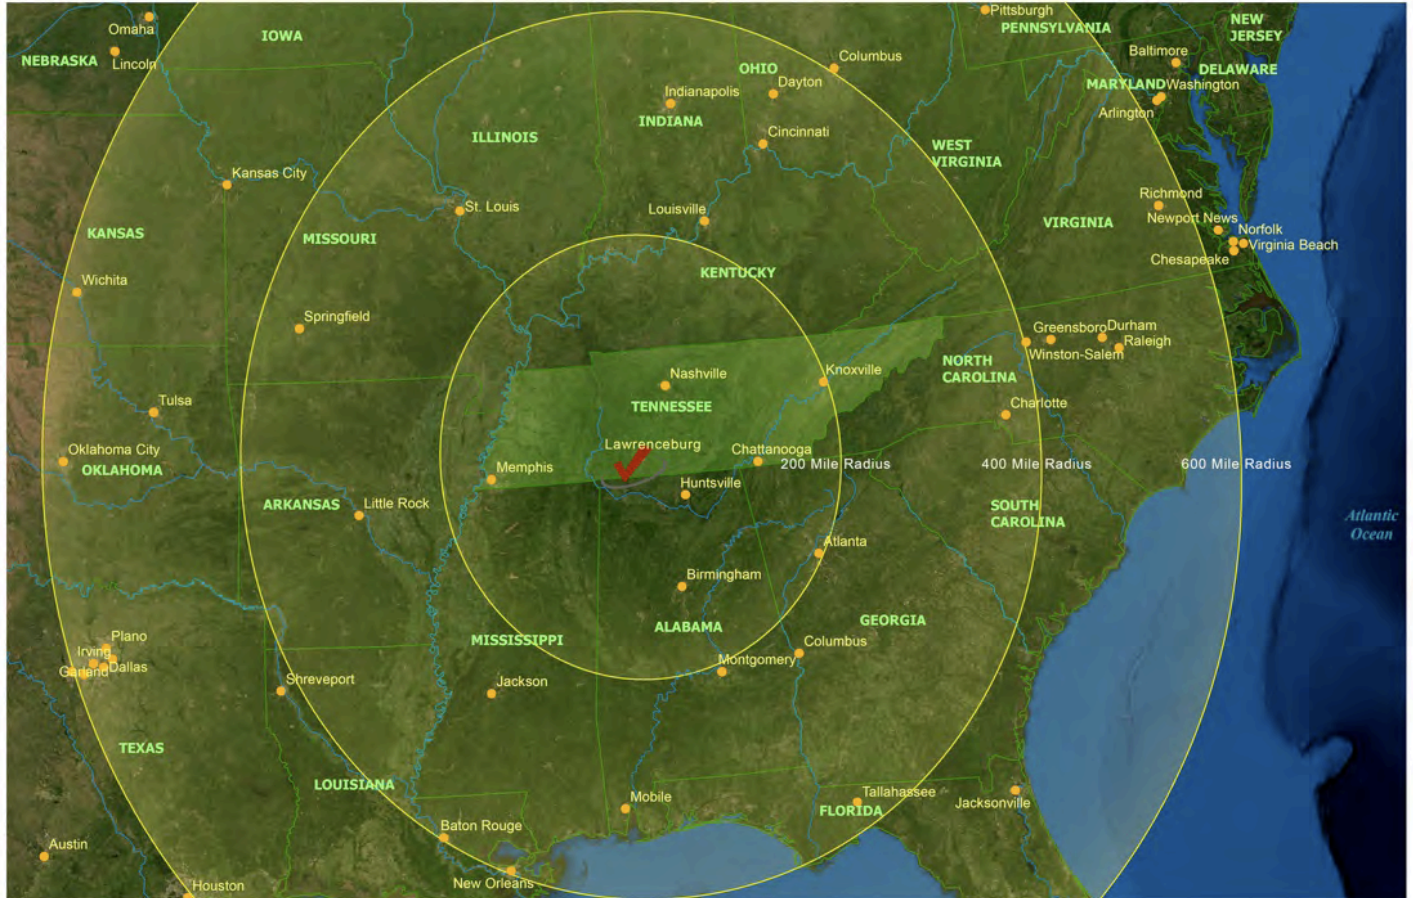 Omaha
NEBRASKA
Lincoln
IOWA
Pittsburgh
PENNSYLVANIA
NEW
JERSEY
Baltimore
DELAWARE
MARYLAND
Washington
Arlington
OHIO
Columbus
Dayton
Indianapolis
INDIANA
ILLINOIS
Cincinnati
WEST
VIRGINIA
Kansas City
St. Louis
Louisville
Richmond
Newport News
Norfolk
Virginia Beach
Chesapeake
VIRGINIA
KANSAS
MISSOURI
KENTUCKY
Wichita
Springfield
Greensboro
Durham
Raleigh
Winston-Salem
NORTH
CAROLINA
Knoxville
Nashville
TENNESSEE
Tulsa
Charlotte
Lawrenceburg
Chattanooga
Oklahoma City
OKLAHOMA
Memphis
200 Mile Radius
400 Mile Radius
600 Mile Radius
Huntsville
ARKANSAS
Little Rock
SOUTH
CAROLINA
Atlantic
Ocean
Atlanta
Birmingham
ALABAMA
GEORGIA
MISSISSIPPI
Columbus
Montgomery
Plano
Irving
Dallas
Garland
Shreveport
Jackson
TEXAS
LOUISIANA
Mobile
Tallahassee
FLORIDA
Jacksonville
Baton Rouge
Austin
New Orleans
Houston